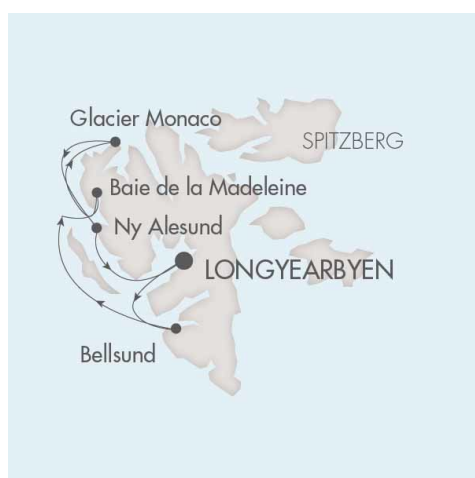 Glacier Monaco
SPITZBERG
Baie de la Madeleine
Ny Alesund
LONGYEARBYEN
Bellsund